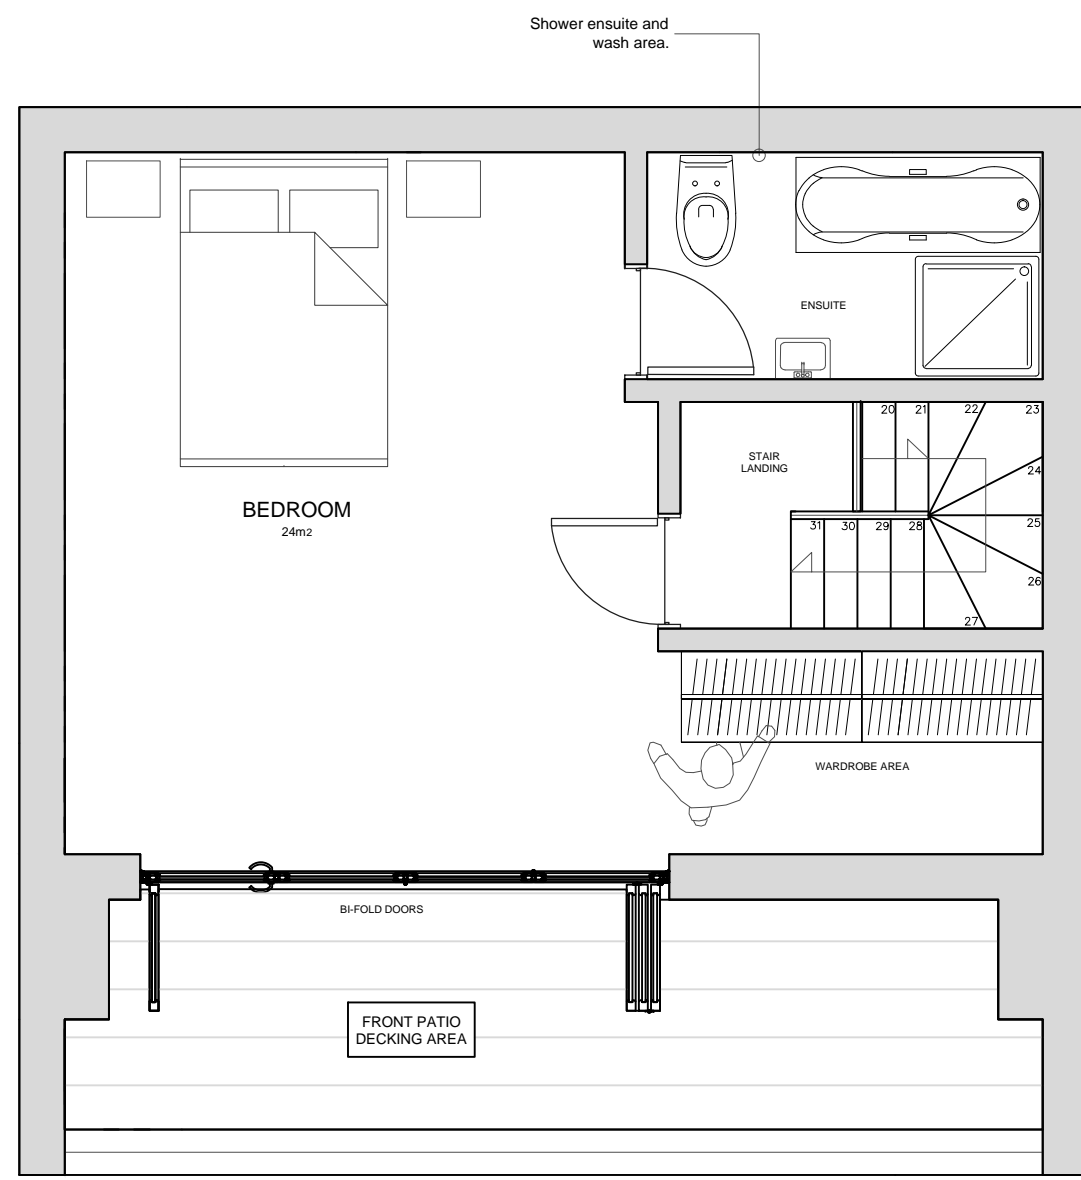 Shower ensuite and
wash area.
ENSUITE
20 21 22 23
STAIR
LANDING
24
BEDROOM
24m2
25
31 30 29 28
26
27
WARDROBE AREA
BI-FOLD DOORS
FRONT PATIO
DECKING AREA